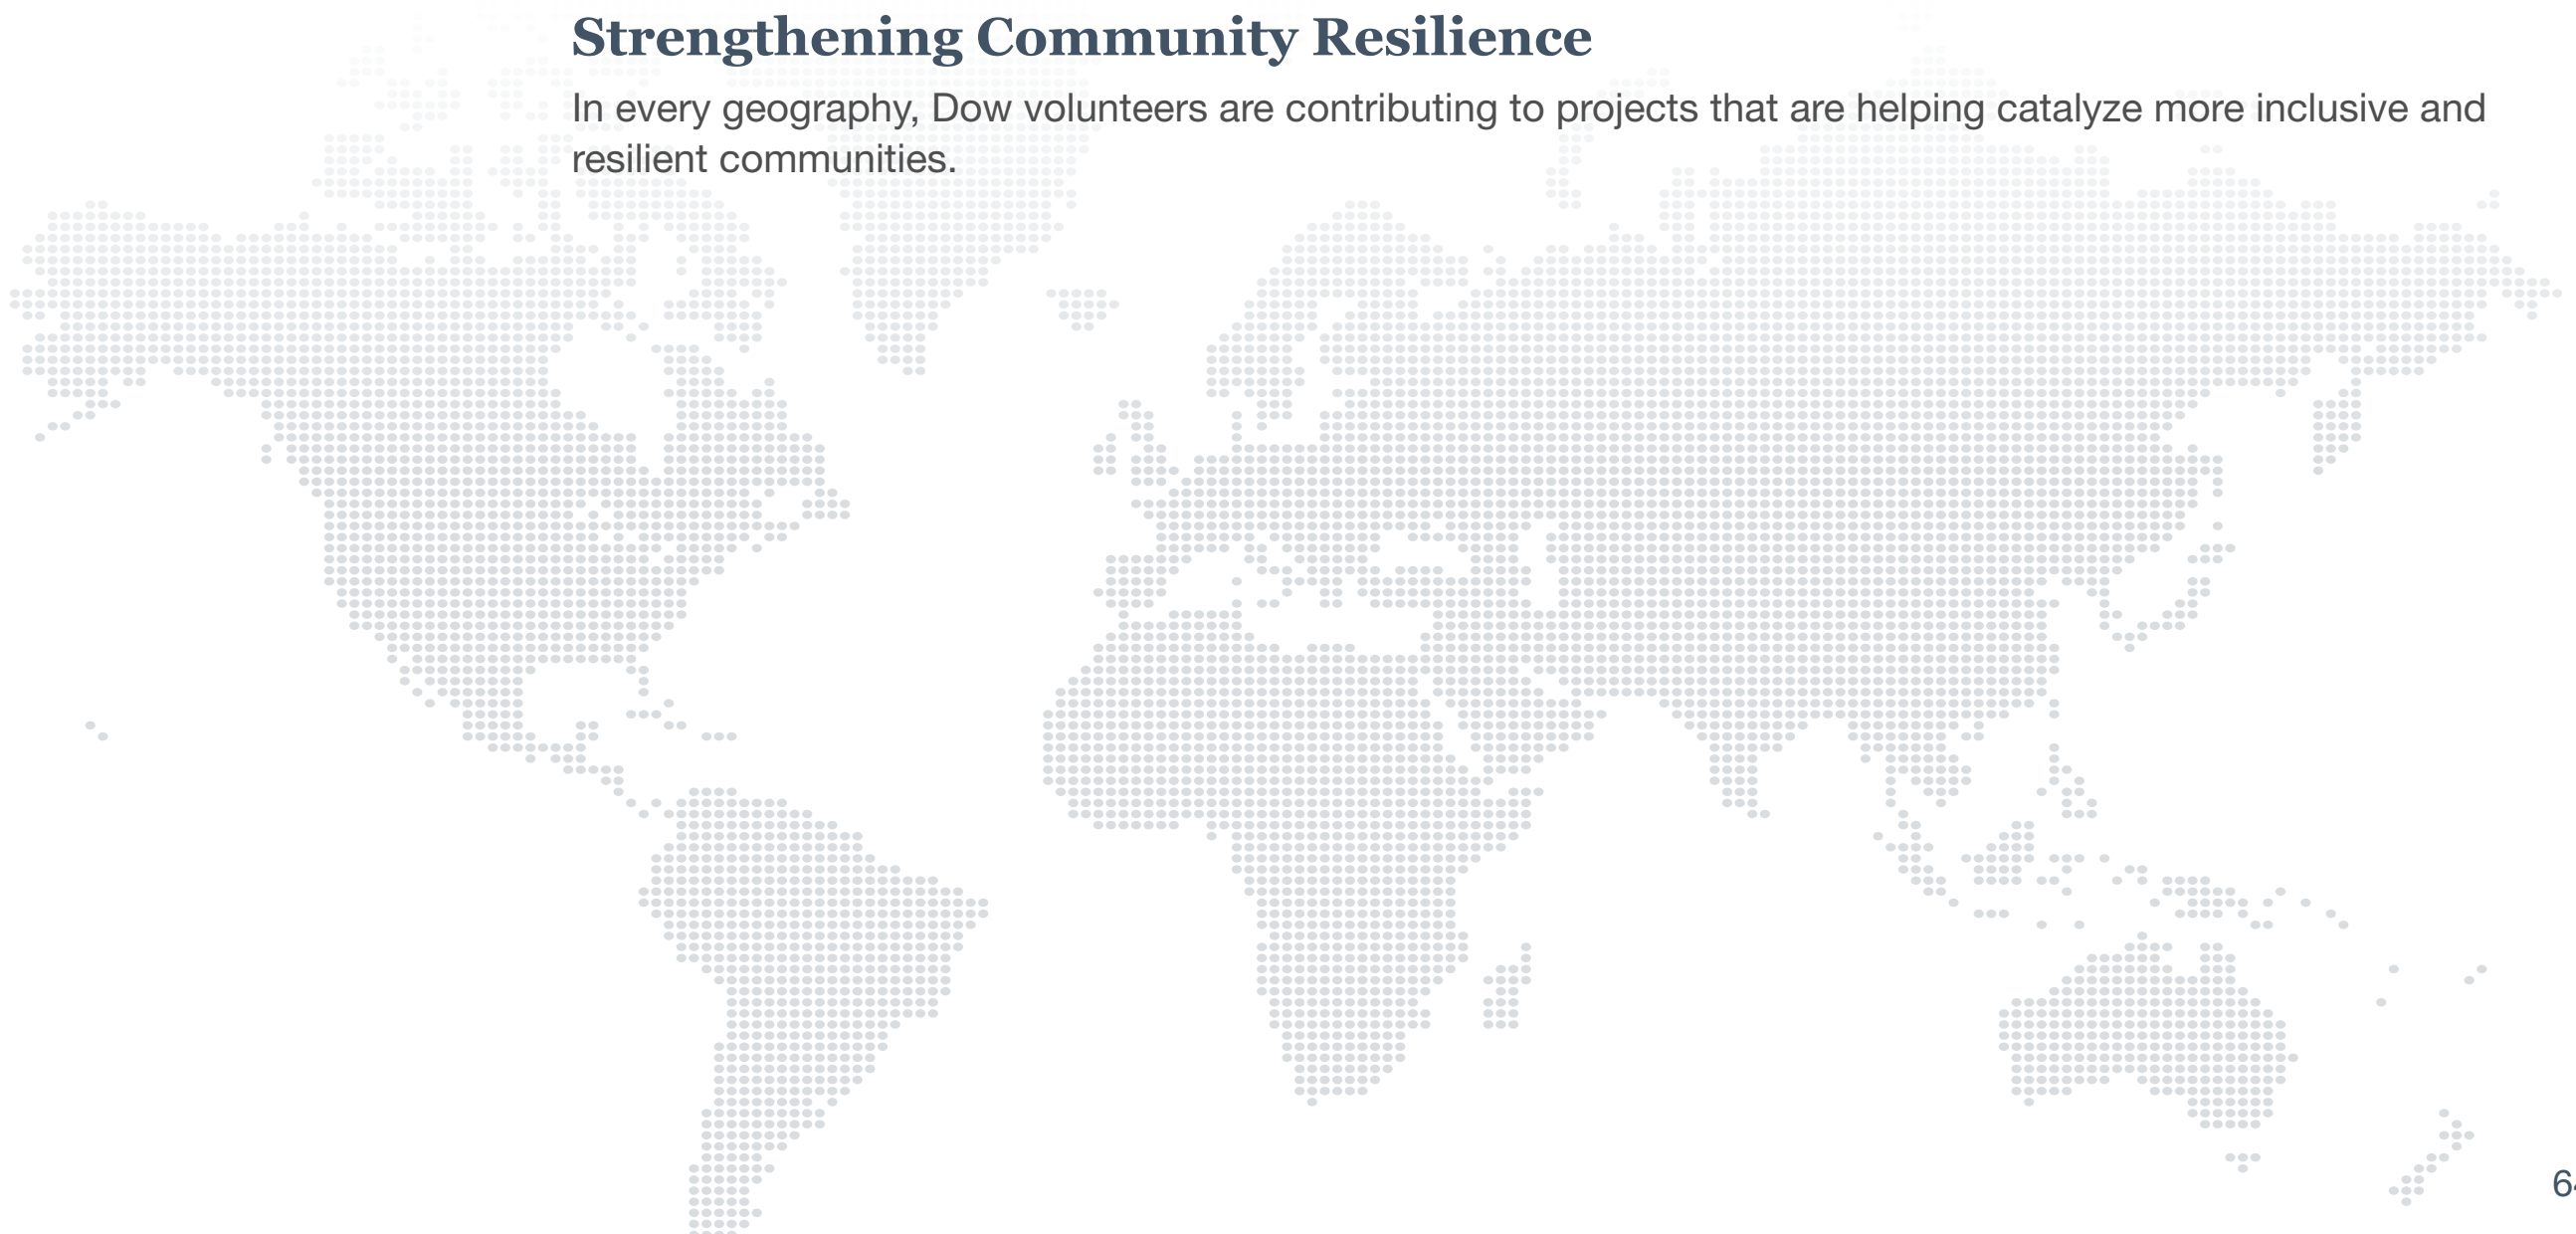 Strengthening Community Resilience
In every geography, Dow volunteers are contributing to projects that are helping catalyze more inclusive and
resilient communities.